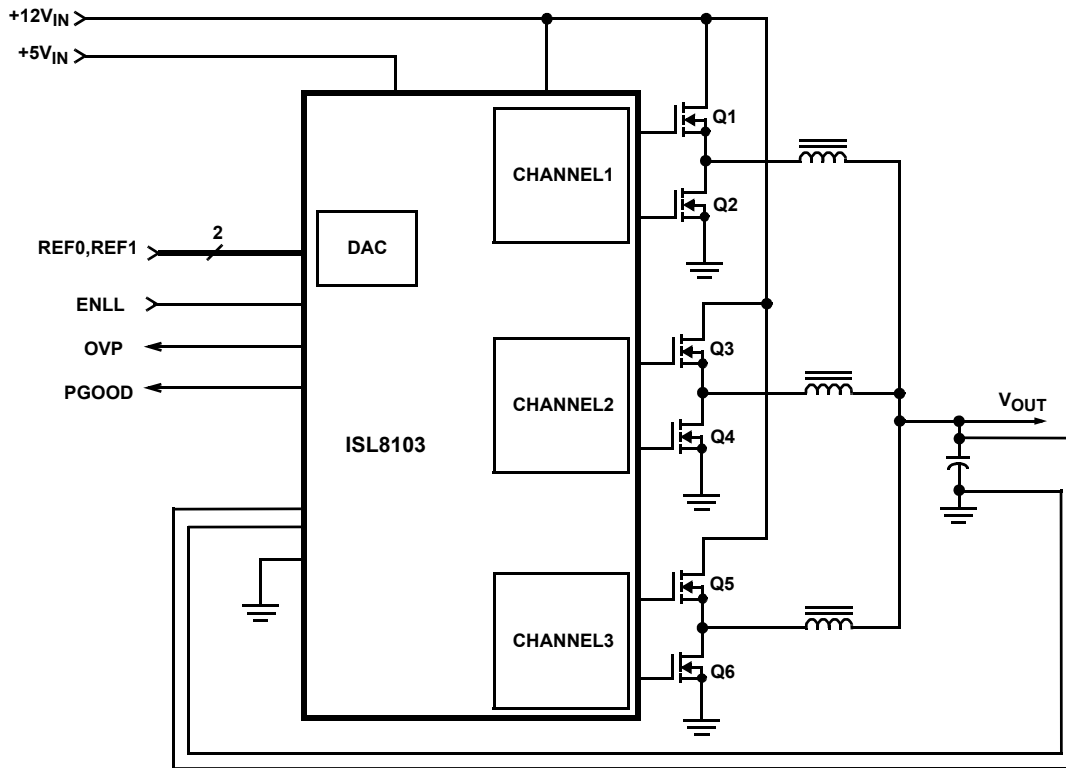 +12VIN
+5VIN
Q1
CHANNEL1
Q2
2
REF0,REF1
DAC
ENLL
OVP
PGOOD
Q3
CHANNEL2
Q4
ISL8103
VOUT
Q5
CHANNEL3
Q6